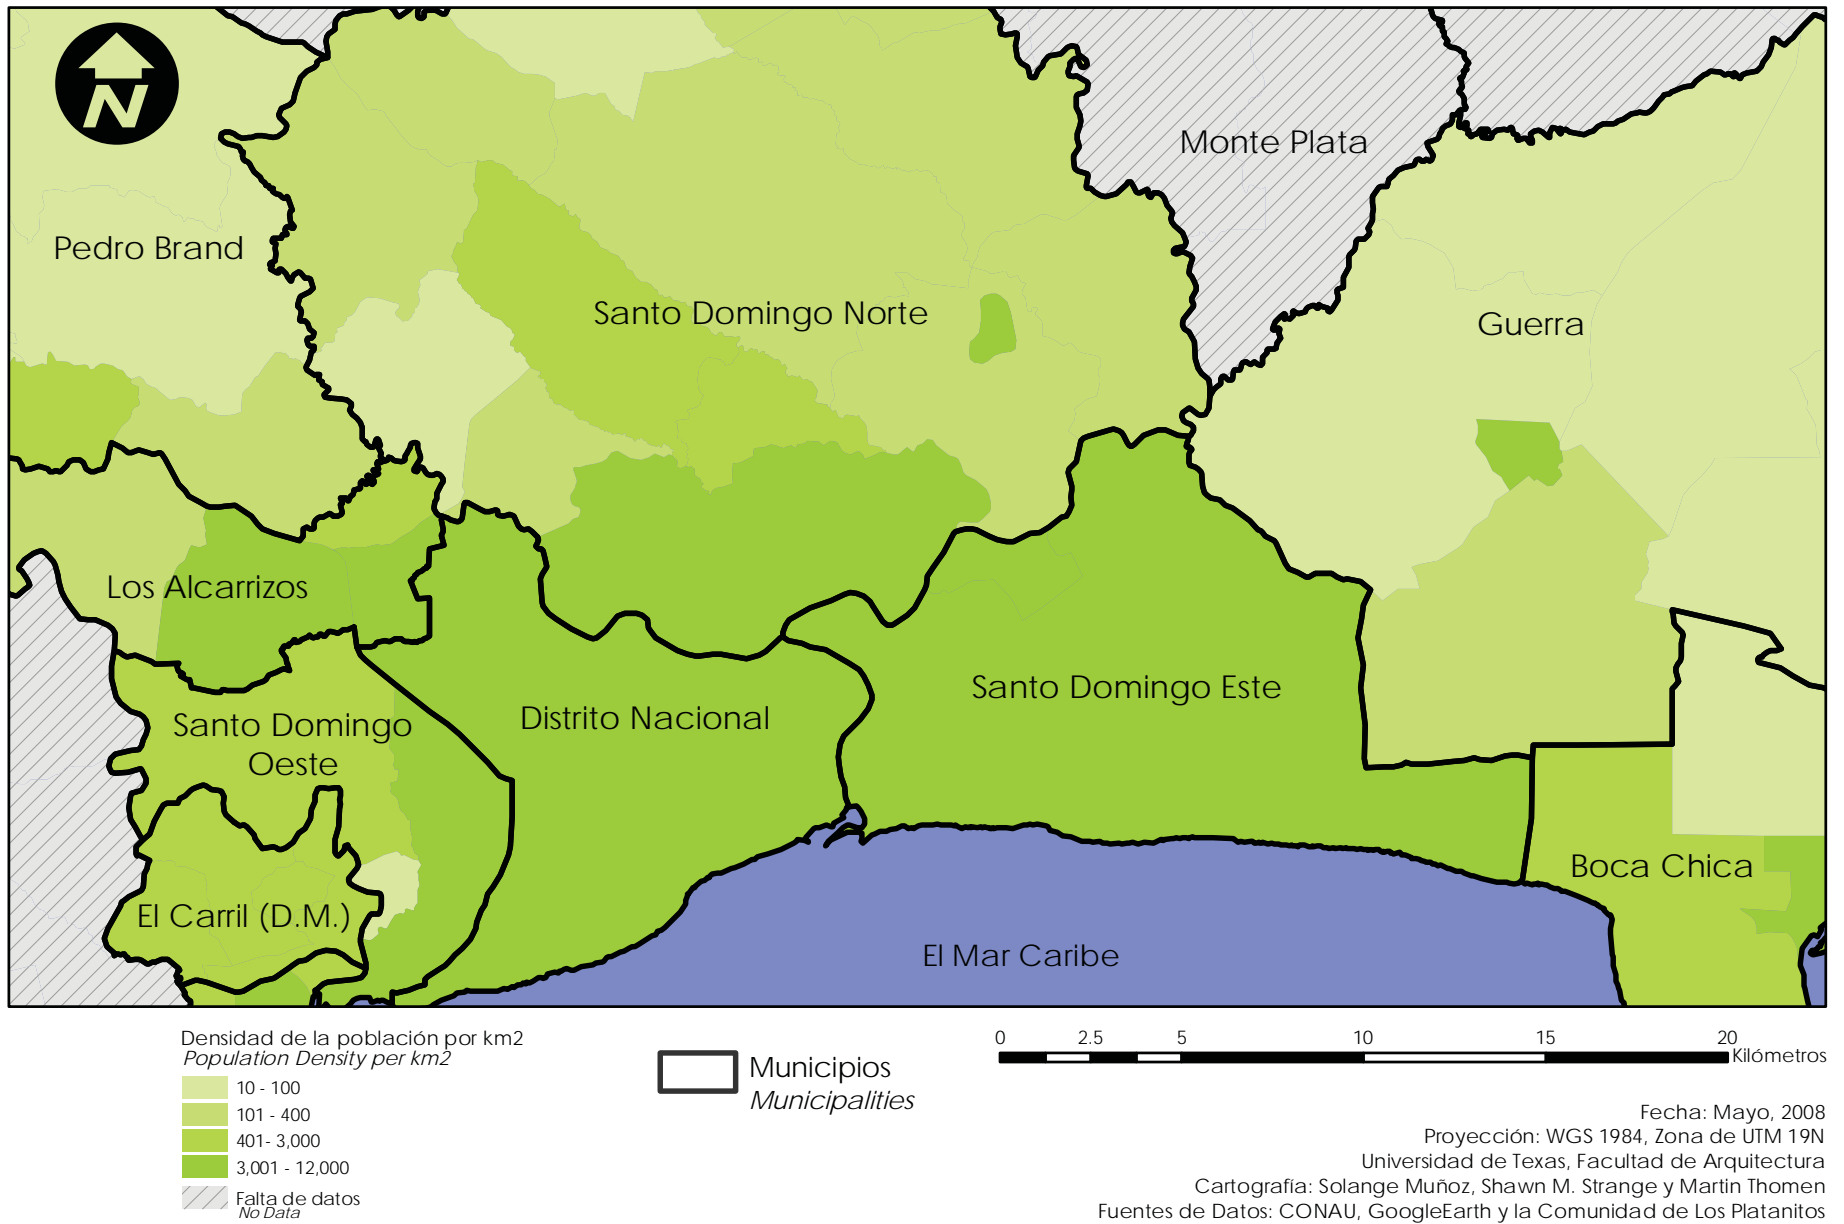 N
Monte Plata
Pedro Brand
Santo Domingo Norte
Guerra
Los Alcarrizos
Santo Domingo Este
Distrito Nacional
Santo Domingo
Oeste
Boca Chica
El Carril (D.M.)
El Mar Caribe
Densidad de la población por km2
Population Density per km2
10 - 100
101 - 400
401- 3,000
3,001 - 12,000
Falta de datos
No Data
Municipios
Municipalities
0 2.5 5 10 15 20
Kilómetros
Fecha: Mayo, 2008
Proyección: WGS 1984, Zona de UTM 19N
Universidad de Texas, Facultad de Arquitectura
Cartografía: Solange Muñoz, Shawn M. Strange y Martin Thomen
Fuentes de Datos: CONAU, GoogleEarth y la Comunidad de Los Platanitos